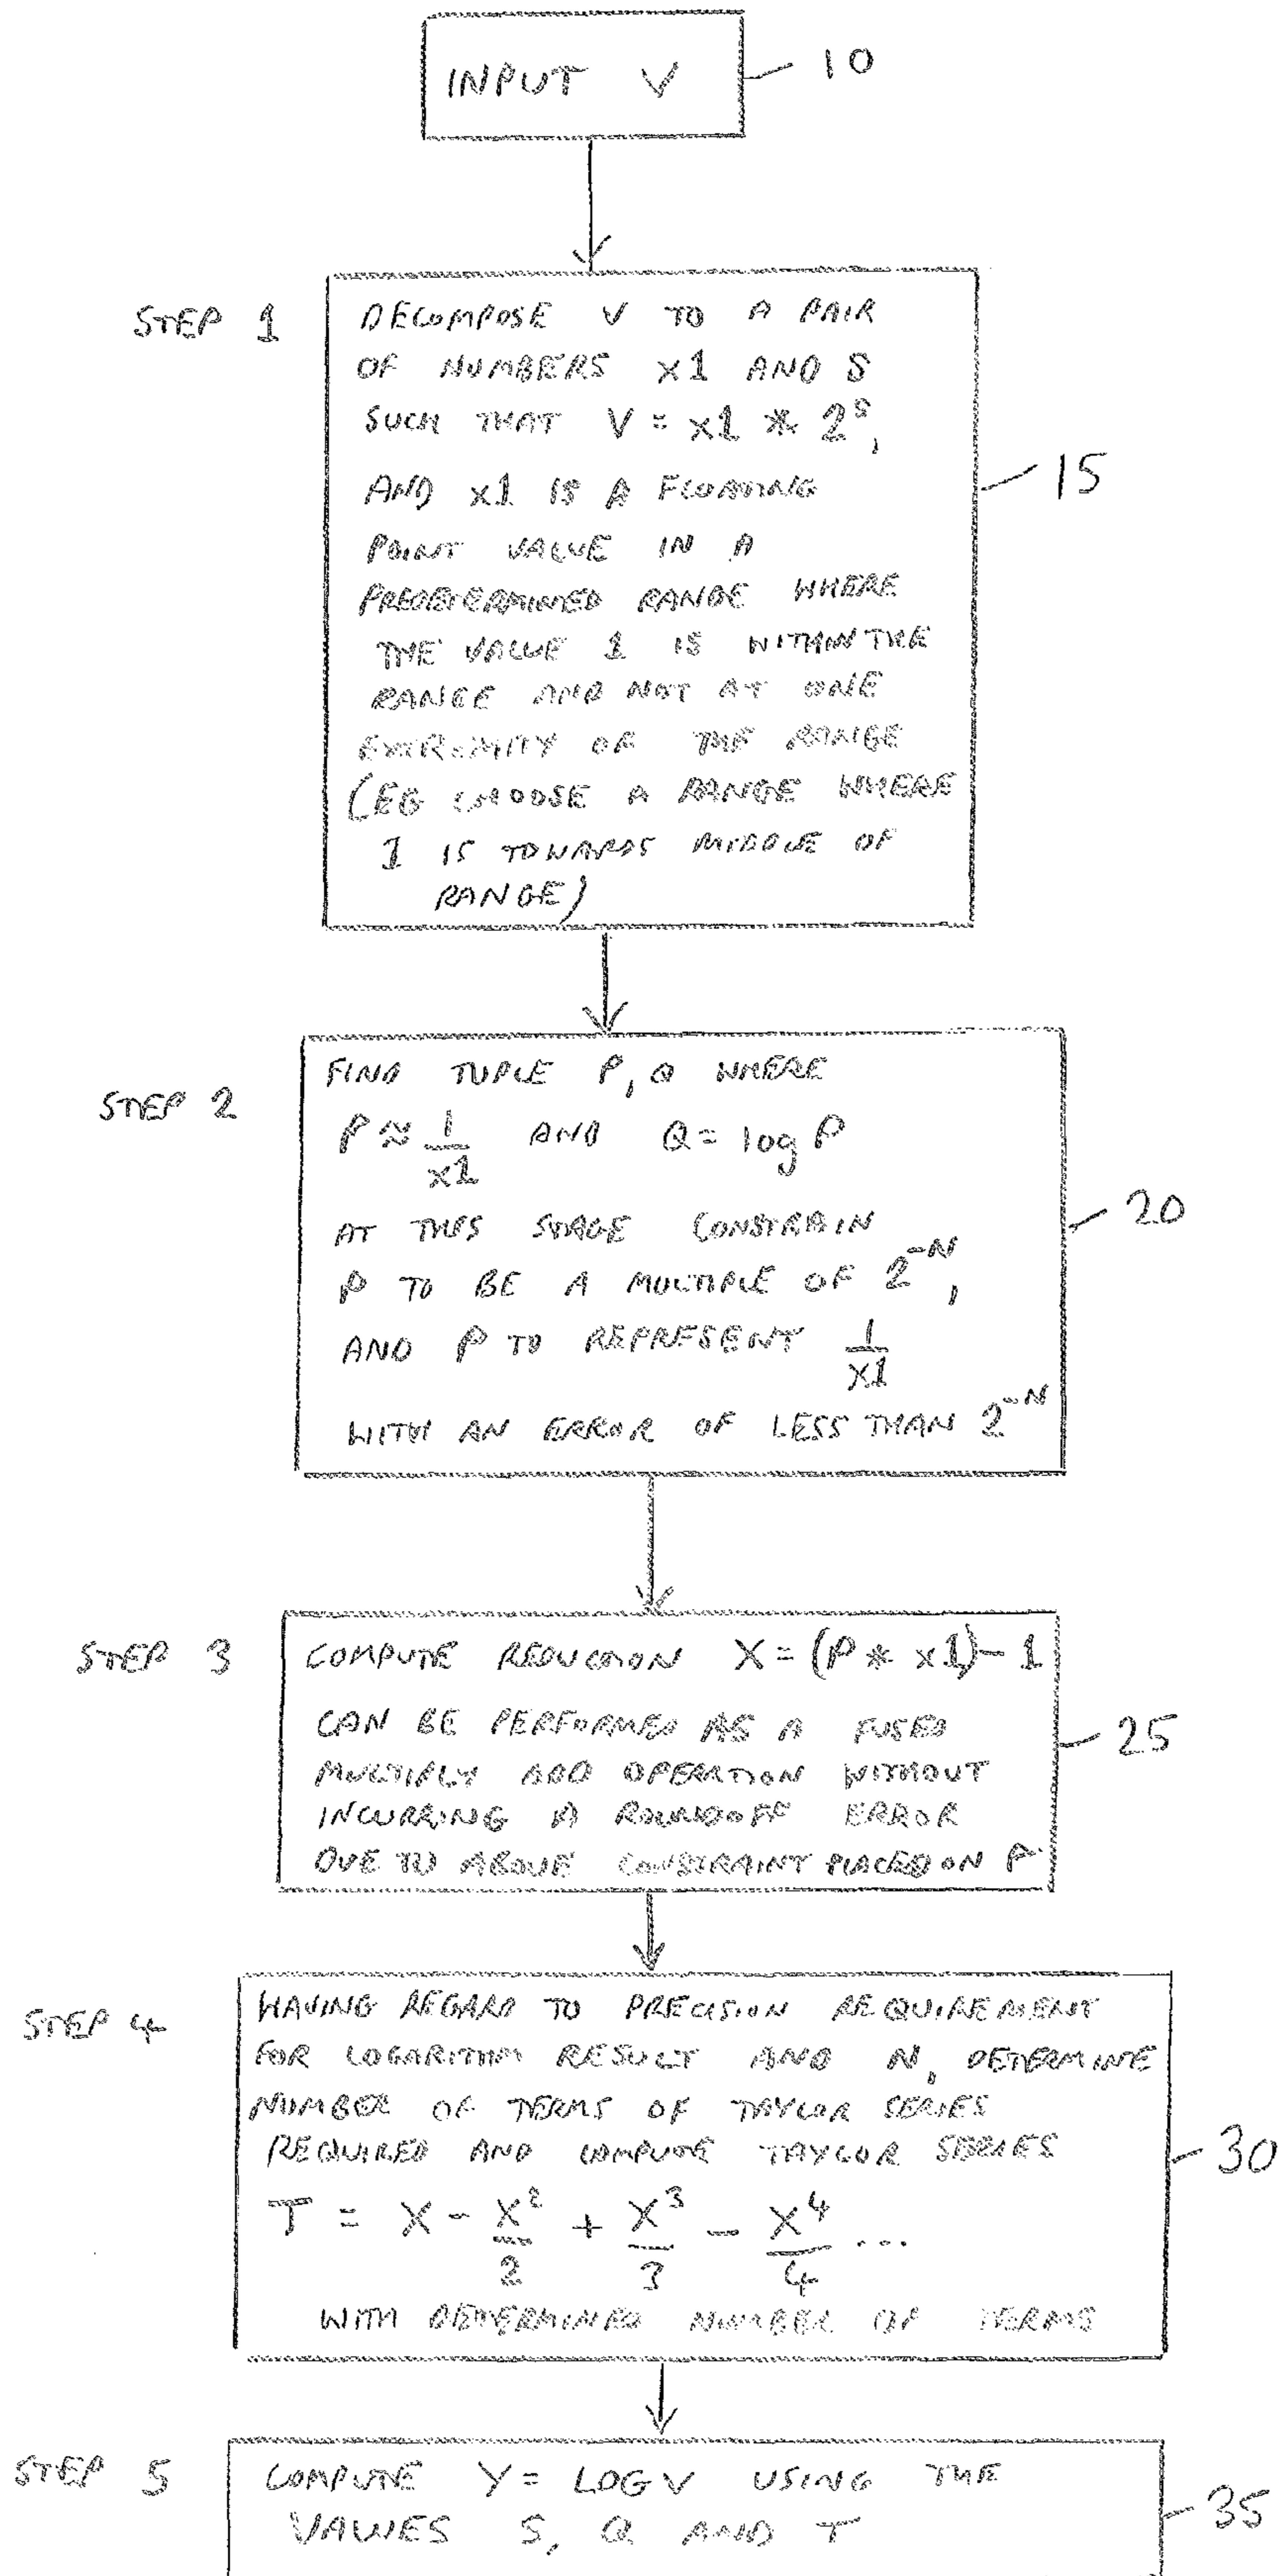 INPUT V
10
STEP 1
DECOMPOSE V TO A PAIR
OF NUMBERS x1 AND S
SUCH THAT V = x1 * 2^S,
AND x1 IS A FLOATING
POINT VALUE IN A
PREDETERMINED RANGE WHERE
THE VALUE 1 IS WITHIN THE
RANGE AND NOT AT ONE
EXTREMITY OF THE RANGE
(EG CHOOSE A RANGE WHERE
1 IS TOWARDS MIDDLE OF
RANGE)
15
STEP 2
FIND TUPLE P, Q WHERE
P ≈ 1/x1 AND Q = log P
AT THIS STAGE CONSTRAIN
P TO BE A MULTIPLE OF 2^-N,
AND P TO REPRESENT 1/x1
WITH AN ERROR OF LESS THAN 2^-N
20
STEP 3
COMPUTE REDUCTION X = (P * x1) - 1
CAN BE PERFORMED AS A FUSED
MULTIPLY ADD OPERATION WITHOUT
INCURRING A ROUNDOFF ERROR
DUE TO ABOVE CONSTRAINT PLACED ON P
25
STEP 4
HAVING REGARD TO PRECISION REQUIREMENT
FOR LOGARITHM RESULT AND N, DETERMINE
NUMBER OF TERMS OF TAYLOR SERIES
REQUIRED AND COMPUTE TAYLOR SERIES
T = X - X^2/2 + X^3/3 - X^4/4 ...
WITH DETERMINED NUMBER OF TERMS
30
STEP 5
COMPUTE Y = LOG V USING THE
VALUES S, Q AND T
35